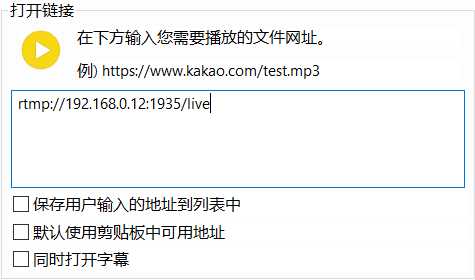 打开链接
在下方输入您需要播放的文件网址。
例) https://www.kakao.com/test.mp3
rtmp://192.168.0.12:1935/live
保存用户输入的地址到列表中
默认使用剪贴板中可用地址
同时打开字幕